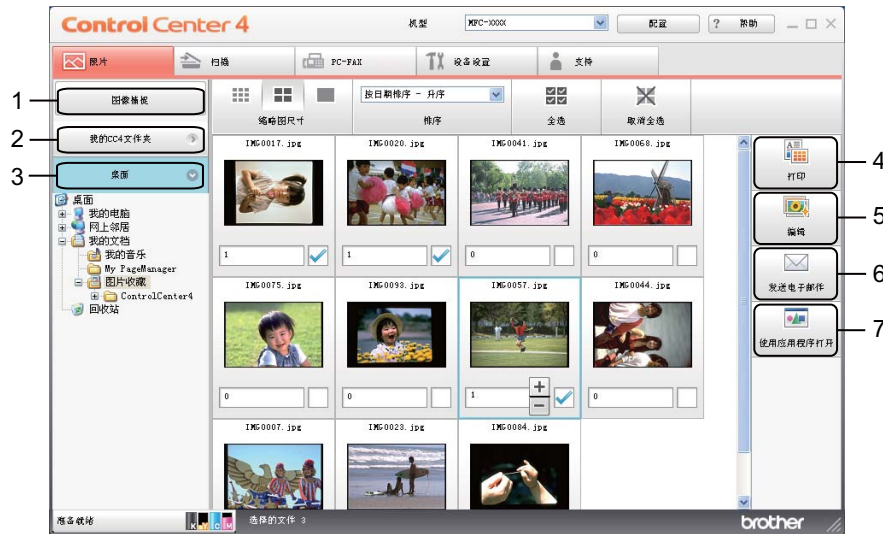 Control Center 4
机型
MFC-XXXX
配置
? 帮助
照片
扫描
PC-FAX
设备设置
支持
1
图像捕捉
2
我的CC4文件夹
3
桌面
缩略图尺寸
按日期排序 - 升序
排序
全选
取消全选
桌面
我的电脑
网上邻居
我的文档
我的音乐
My PageManager
图片收藏
ControlCenter4
回收站
IMG0017.jpg
IMG0020.jpg
IMG0041.jpg
IMG0068.jpg
1
1
0
0
IMG0075.jpg
IMG0093.jpg
IMG0057.jpg
IMG0044.jpg
0
0
1
0
IMG0007.jpg
IMG0023.jpg
IMG0084.jpg
打印
4
编辑
5
发送电子邮件
6
使用应用程序打开
7
准备就绪
K Y C M
选择的文件 3
brother